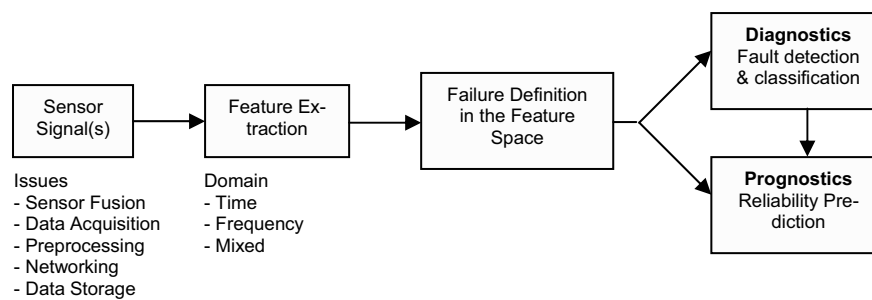 Sensor
Signal(s)
Issues
- Sensor Fusion
- Data Acquisition
- Preprocessing
- Networking
- Data Storage
Feature Ex-
traction
Domain
- Time
- Frequency
- Mixed
Failure Definition
in the Feature
Space
Diagnostics
Fault detection
& classification
Prognostics
Reliability Pre-
diction